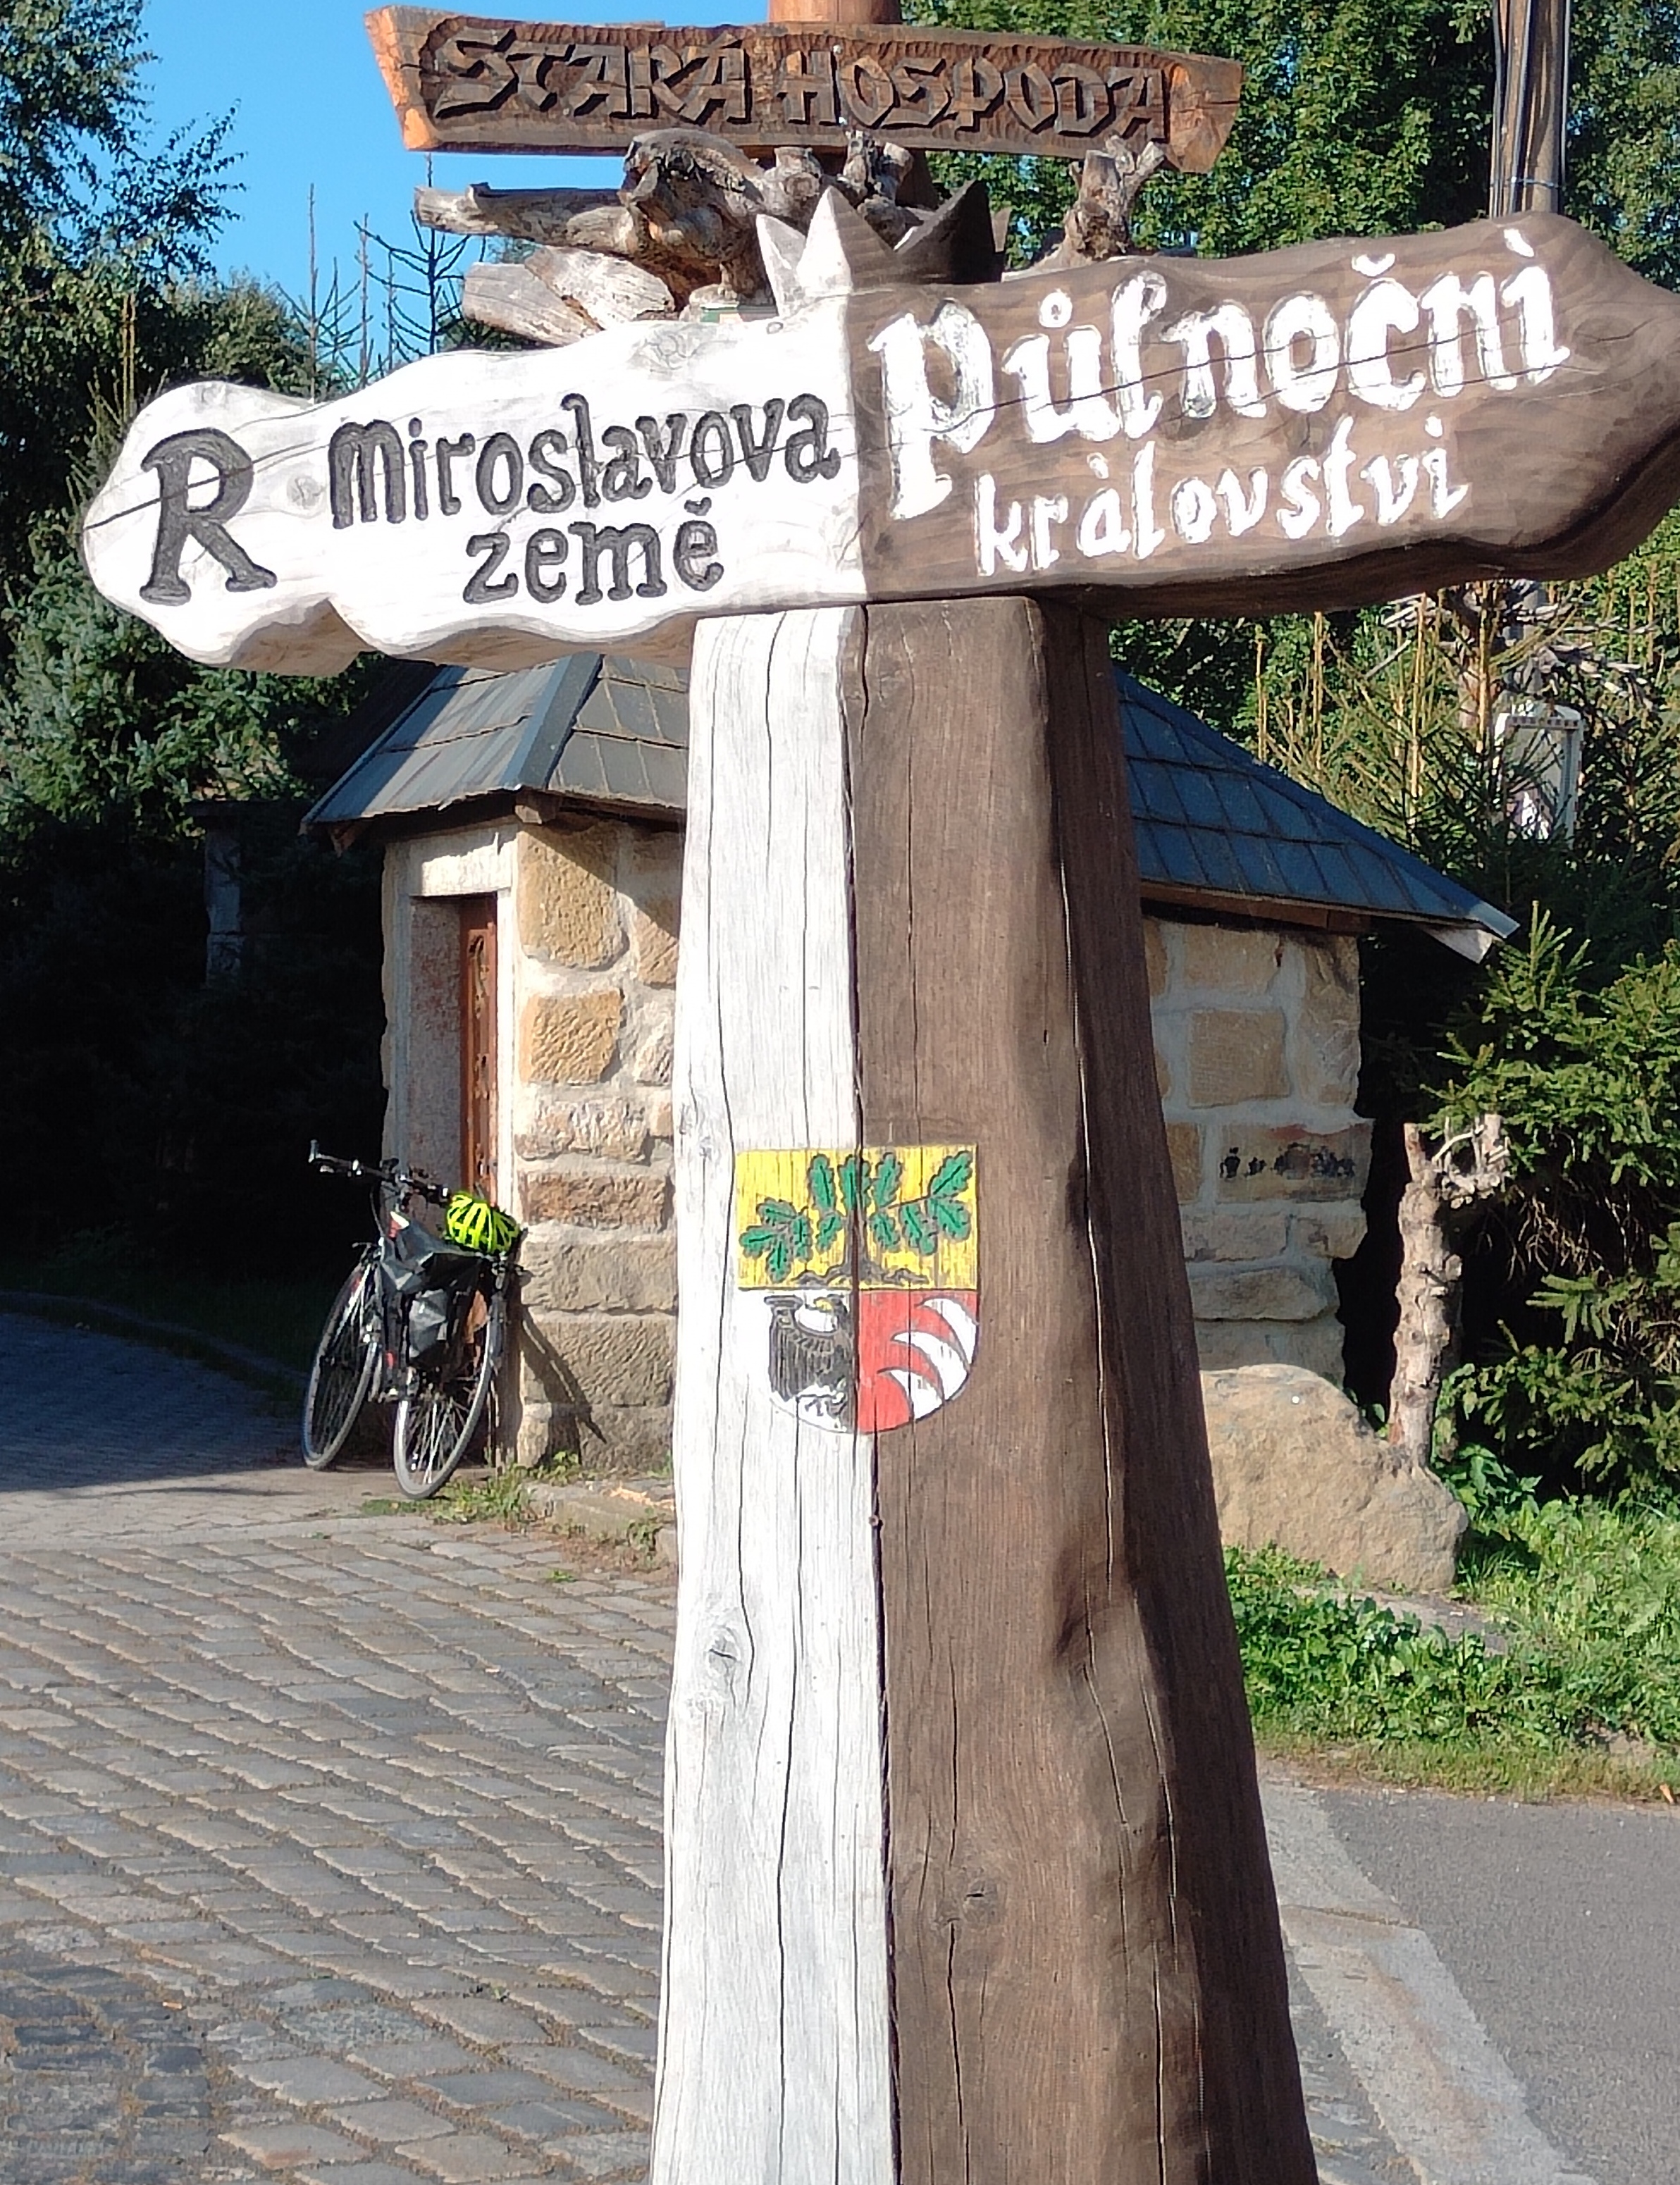 STARÁ HOSPODA
R
Miroslavova
země
Půlnoční
království